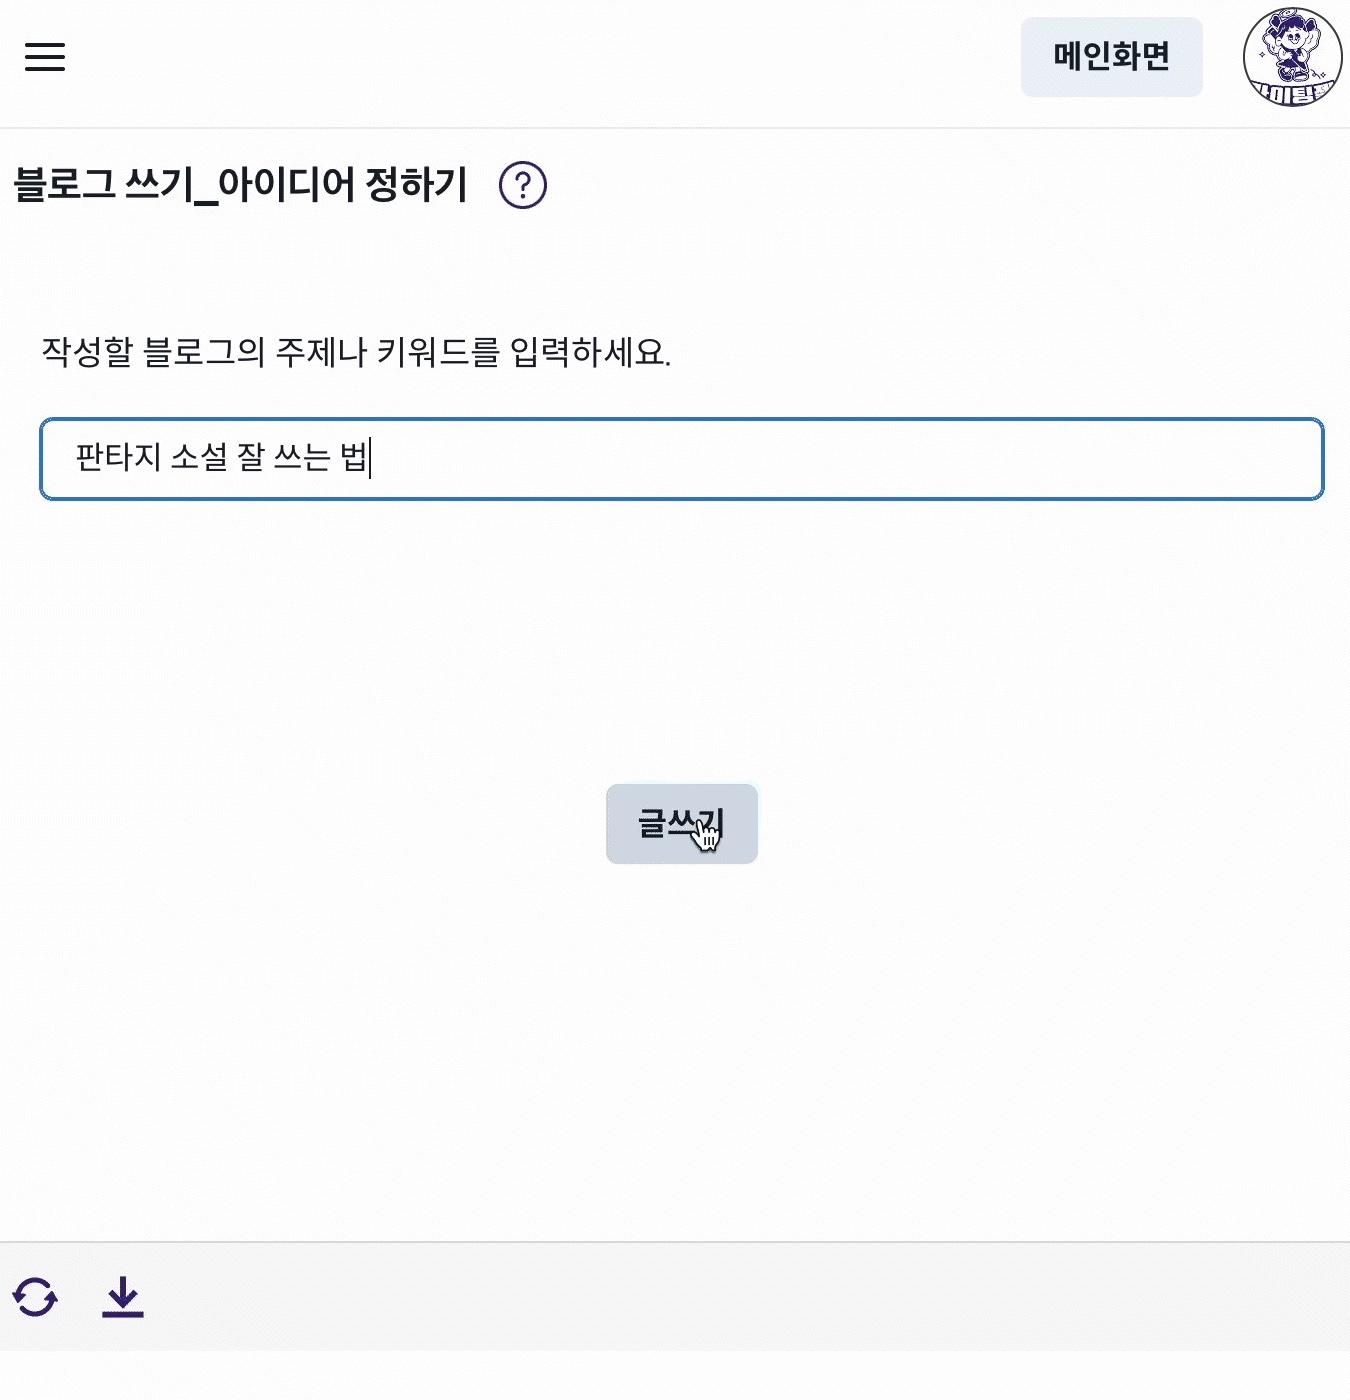 메인화면
블로그 쓰기_아이디어 정하기
작성할 블로그의 주제나 키워드를 입력하세요.
판타지 소설 잘 쓰는 법
글쓰기